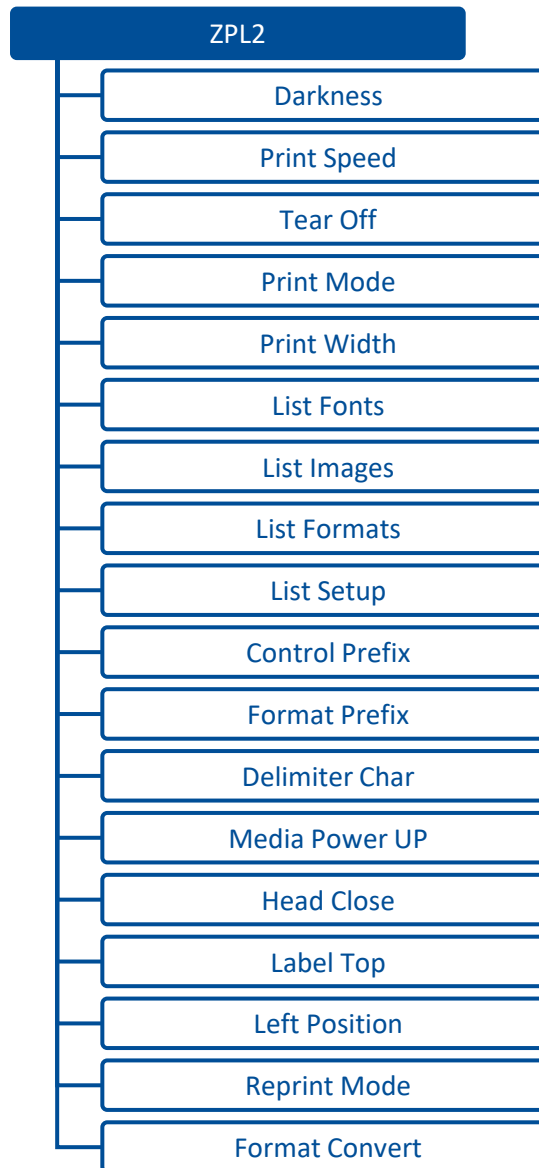 ZPL2
Darkness
Print Speed
Tear Off
Print Mode
Print Width
List Fonts
List Images
List Formats
List Setup
Control Prefix
Format Prefix
Delimiter Char
Media Power UP
Head Close
Label Top
Left Position
Reprint Mode
Format Convert